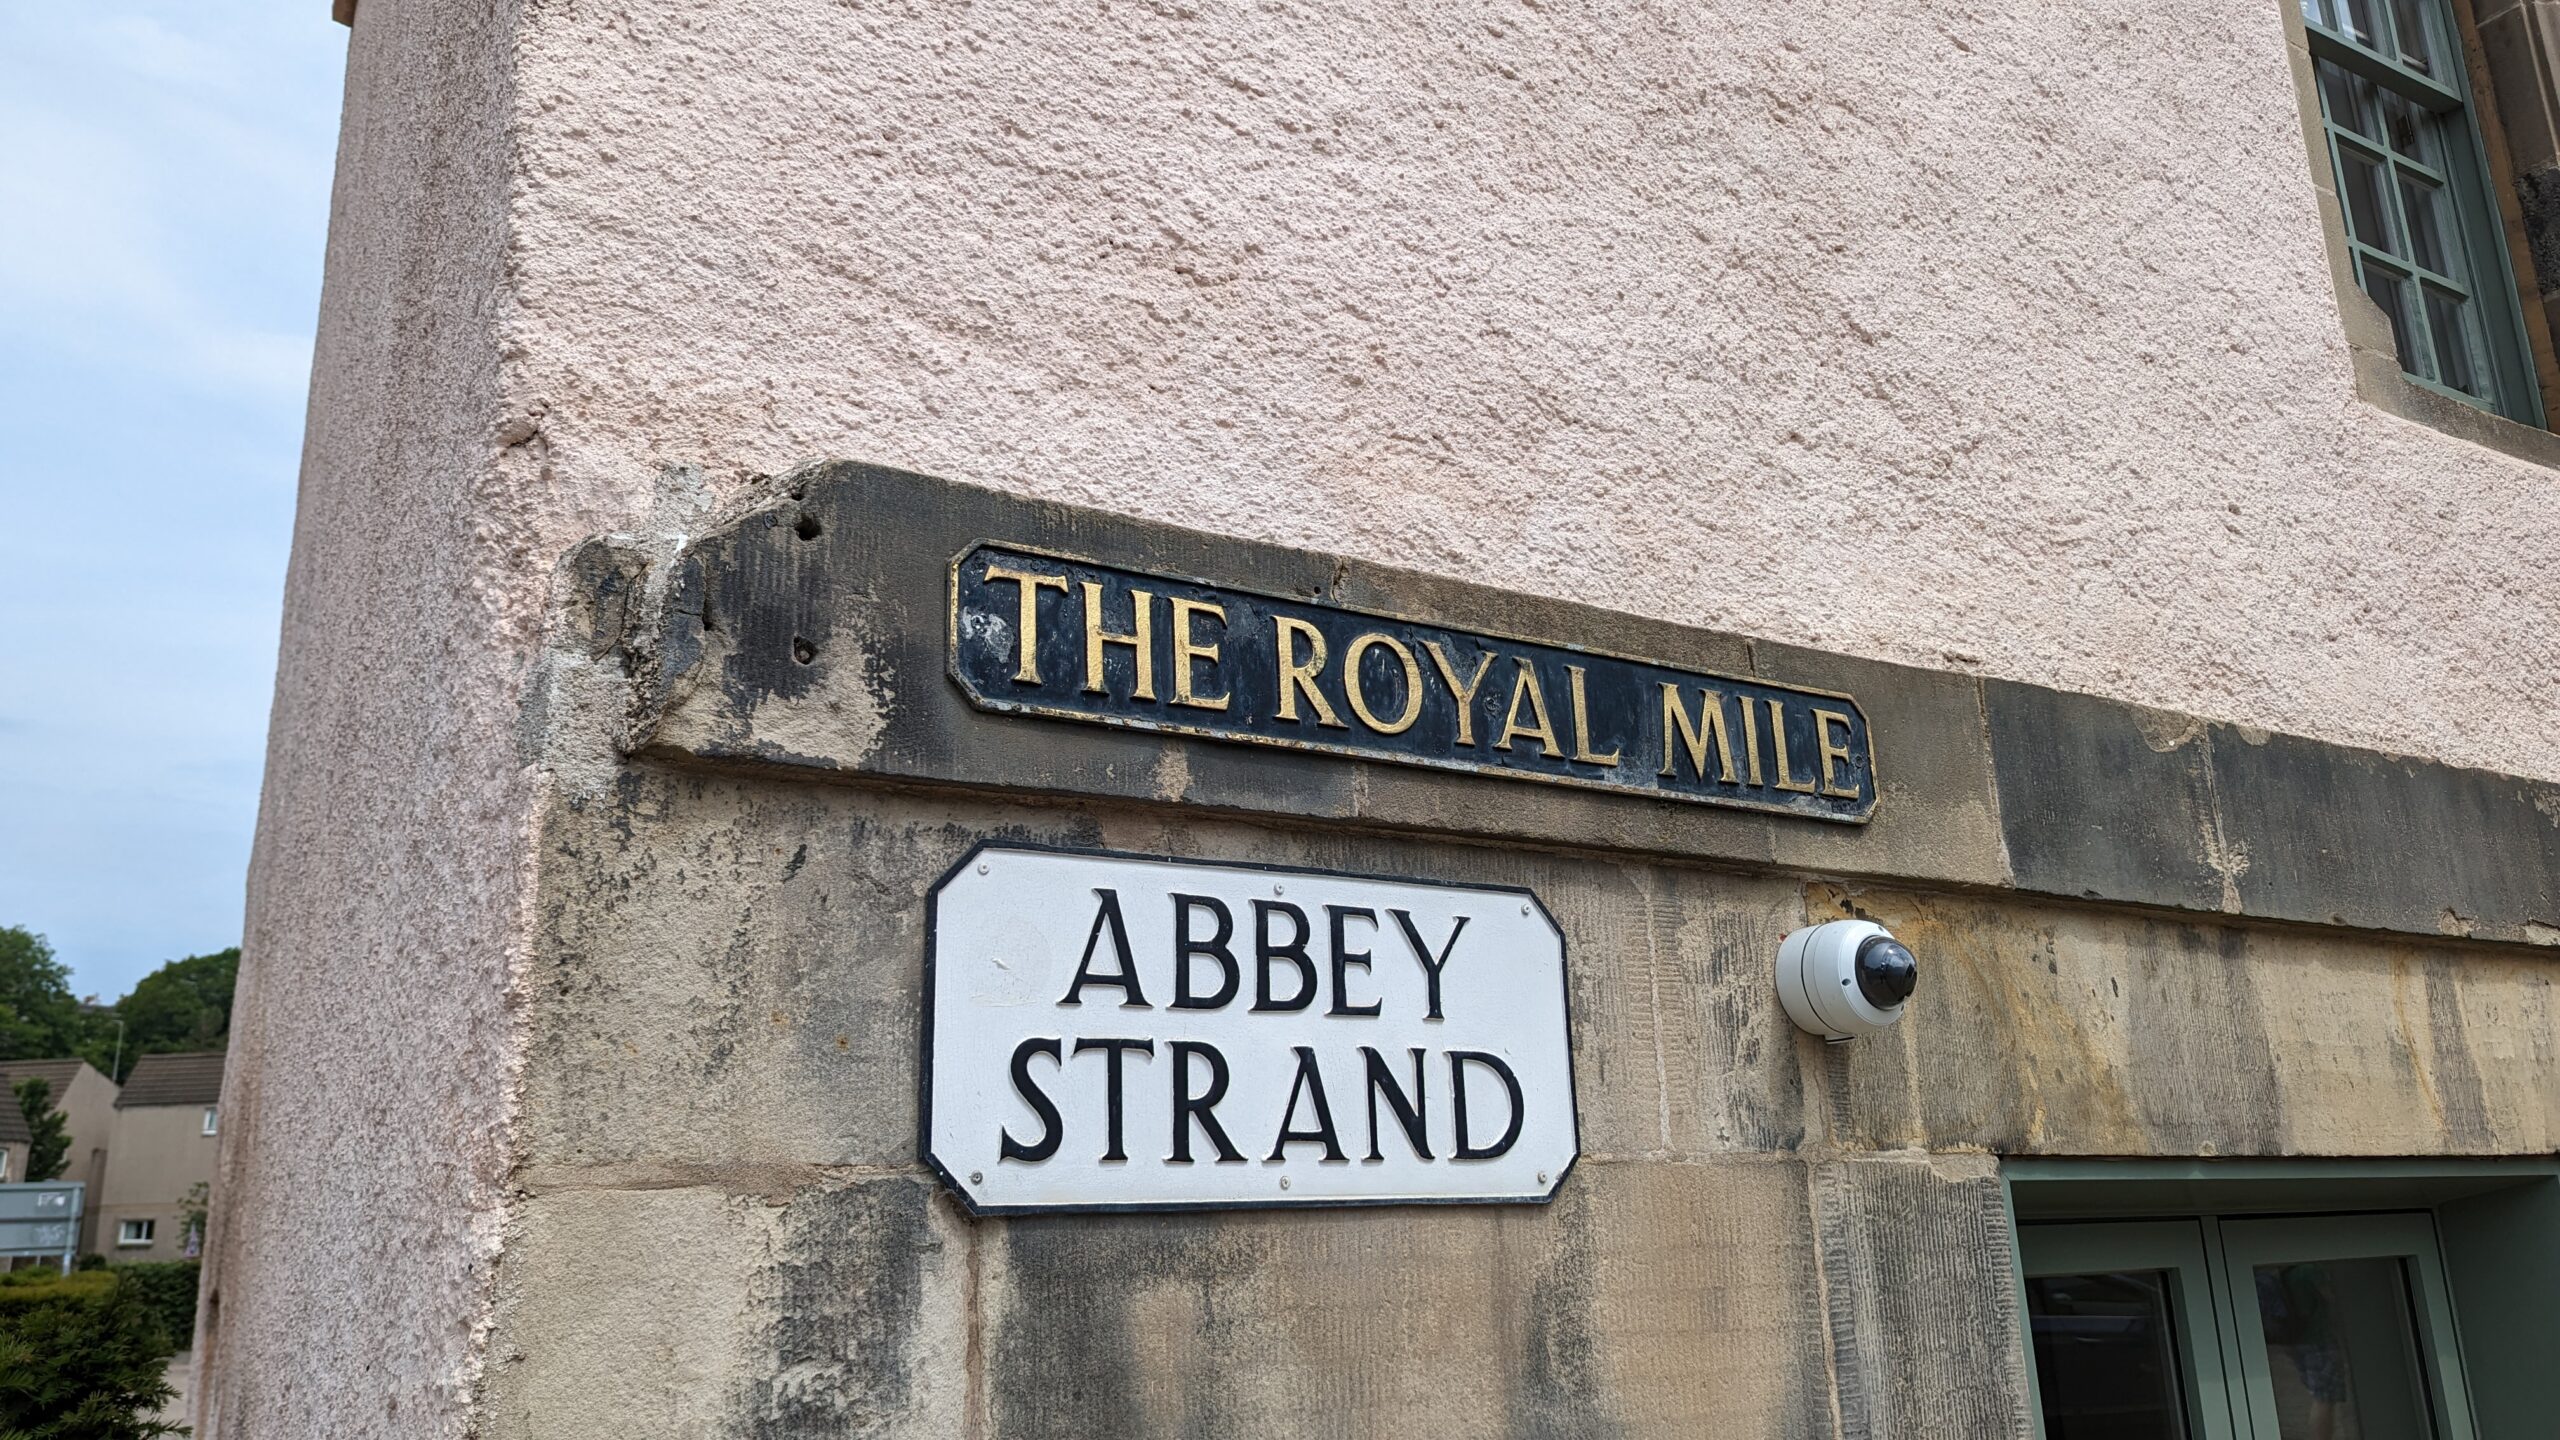 THE ROYAL MILE
ABBEY
STRAND